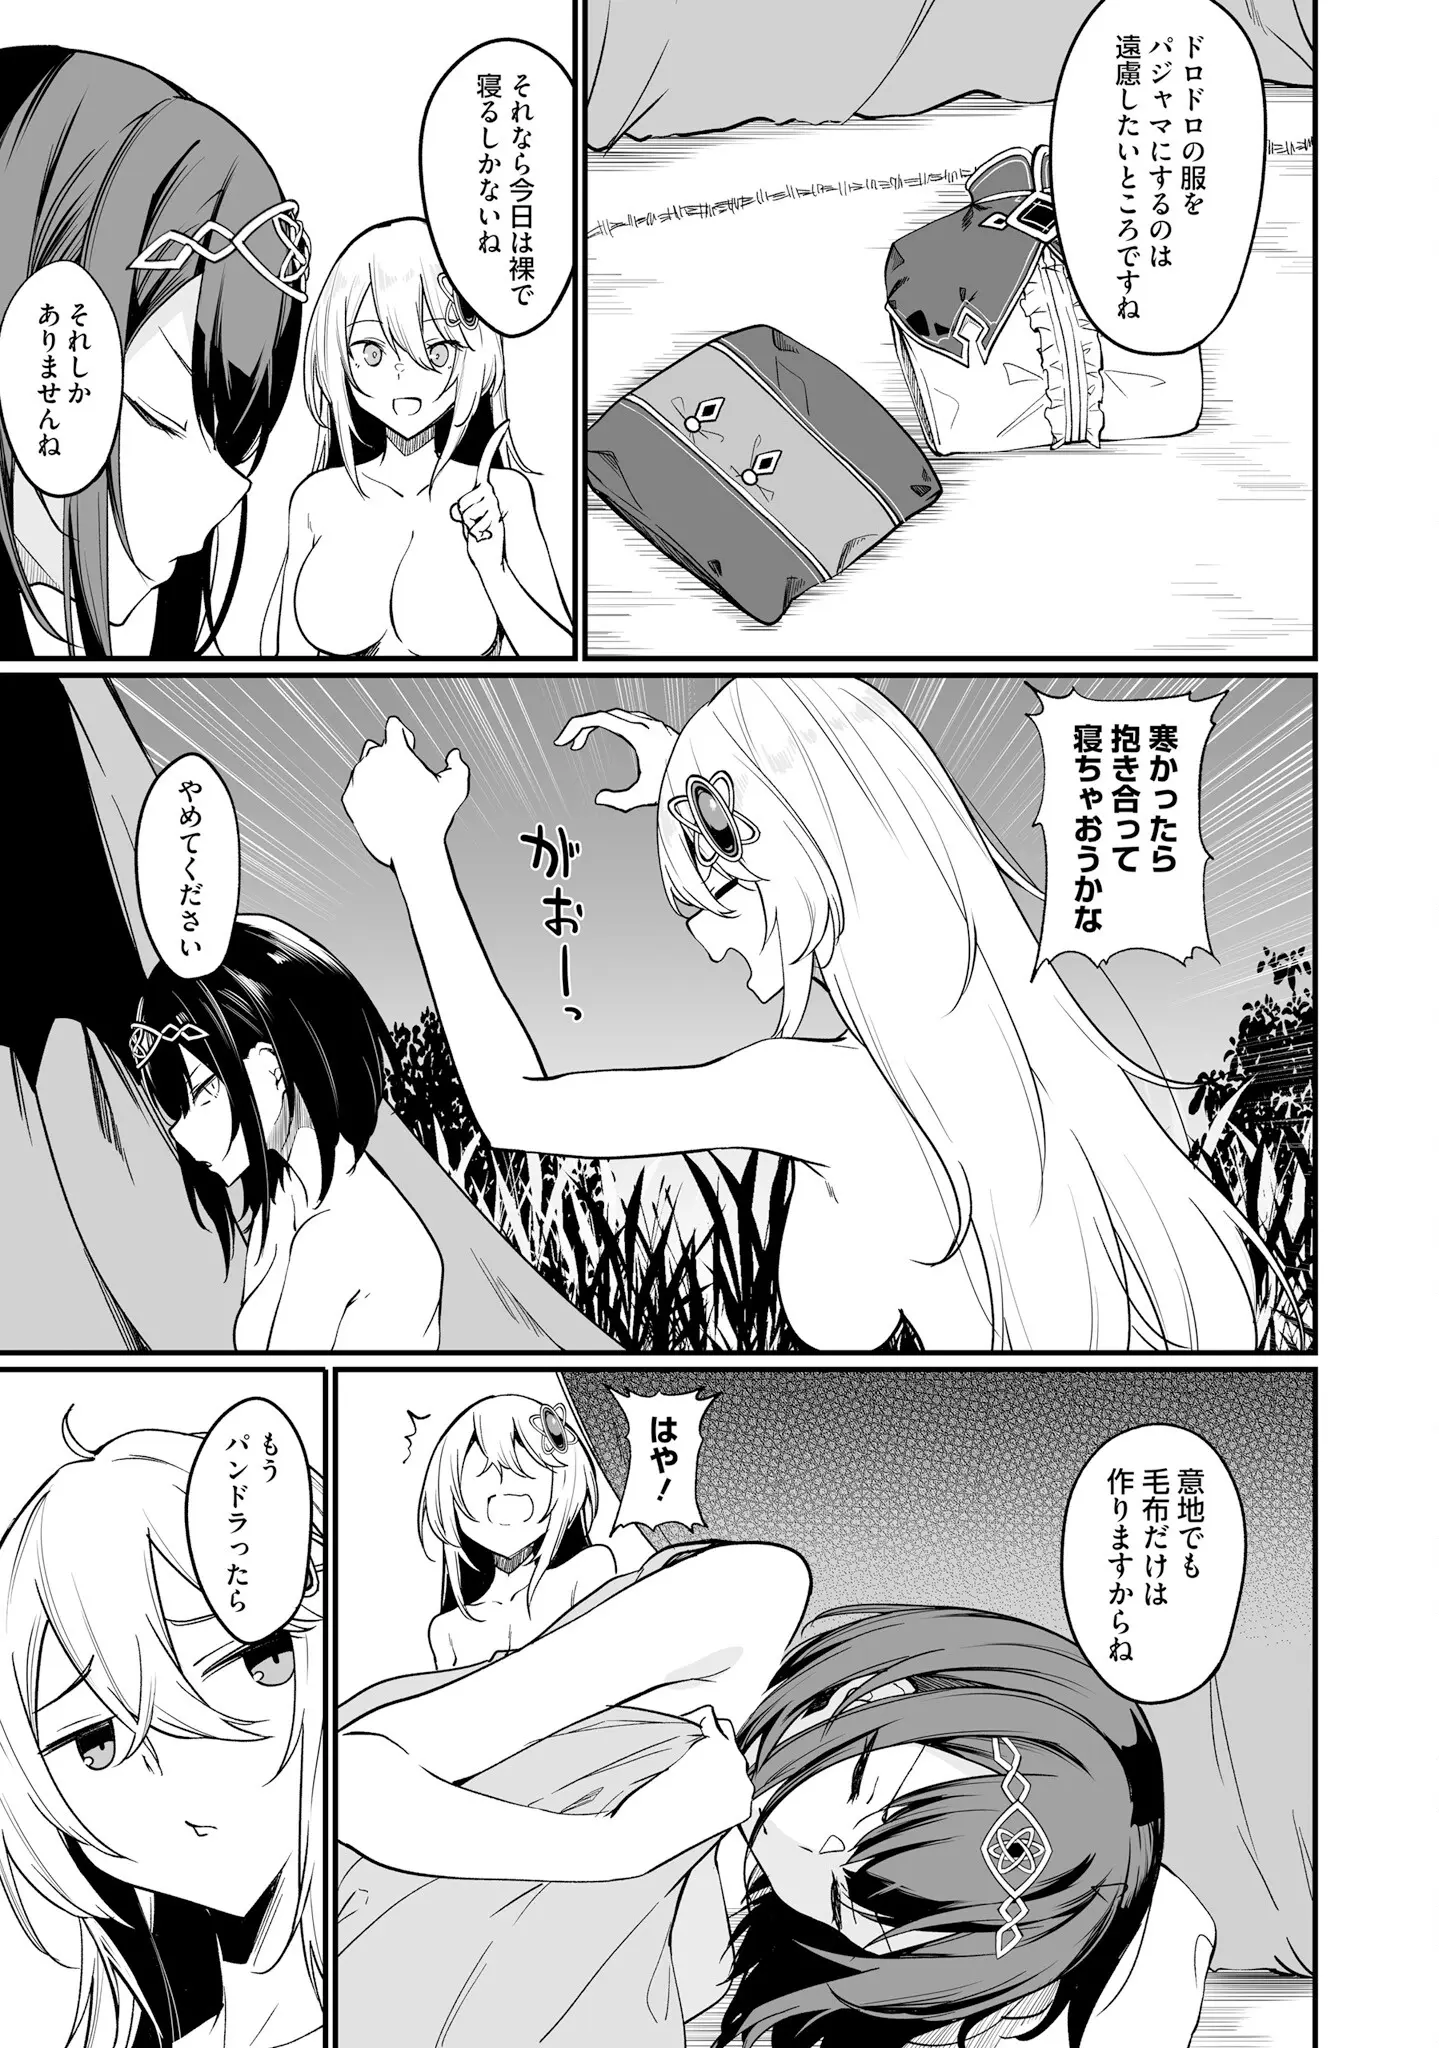 ドロドロの服を
パジャマにするのは
遠慮したいところですね
それなら今日は裸で
寝るしかないね
それしか
ありませんね
寒かったら
抱き合って
寝ちゃおうかな
がおーっ
やめてください
意地でも
毛布だけは
作りますからね
はや！
もう
パンドラったら